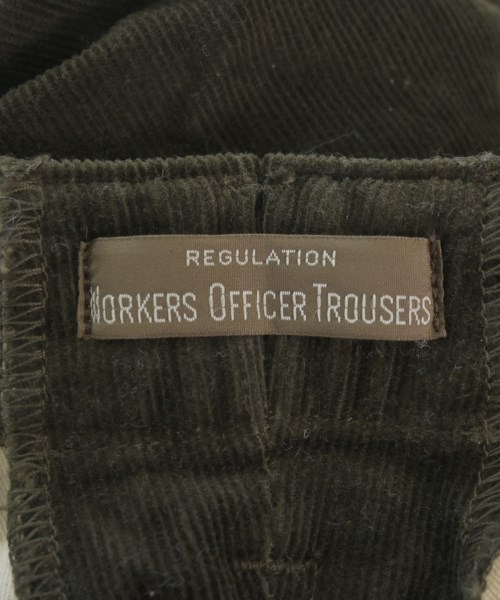 REGULATION
WORKERS OFFICER TROUSERS